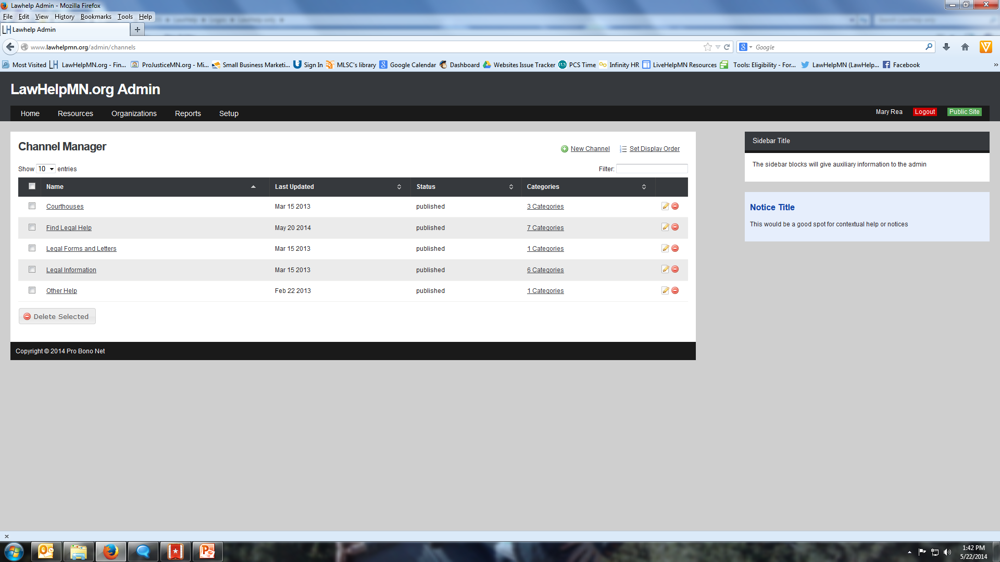 Lawhelp Admin - Mozilla Firefox
File Edit View History Bookmarks Tools Help
Lawhelp Admin
www.lawhelpmn.org/admin/channels
Google
Most Visited LawHelpMN.org - Fin... ProJusticeMN.org - Mi... Small Business Marketi... Sign In MLSC's library Google Calendar Dashboard Websites Issue Tracker PCS Time Infinity HR LiveHelpMN Resources Tools: Eligibility - For... LawHelpMN (LawHelp... Facebook
LawHelpMN.org Admin
Home Resources Organizations Reports Setup Mary Rea Logout Public Site
Channel Manager
New Channel Set Display Order
Show 10 entries Filter:
Name Last Updated Status Categories
Courthouses Mar 15 2013 published 3 Categories
Find Legal Help May 20 2014 published 7 Categories
Legal Forms and Letters Mar 15 2013 published 1 Categories
Legal Information Mar 15 2013 published 6 Categories
Other Help Feb 22 2013 published 1 Categories
Delete Selected
Copyright © 2014 Pro Bono Net
Sidebar Title
The sidebar blocks will give auxiliary information to the admin
Notice Title
This would be a good spot for contextual help or notices
1:42 PM
5/22/2014